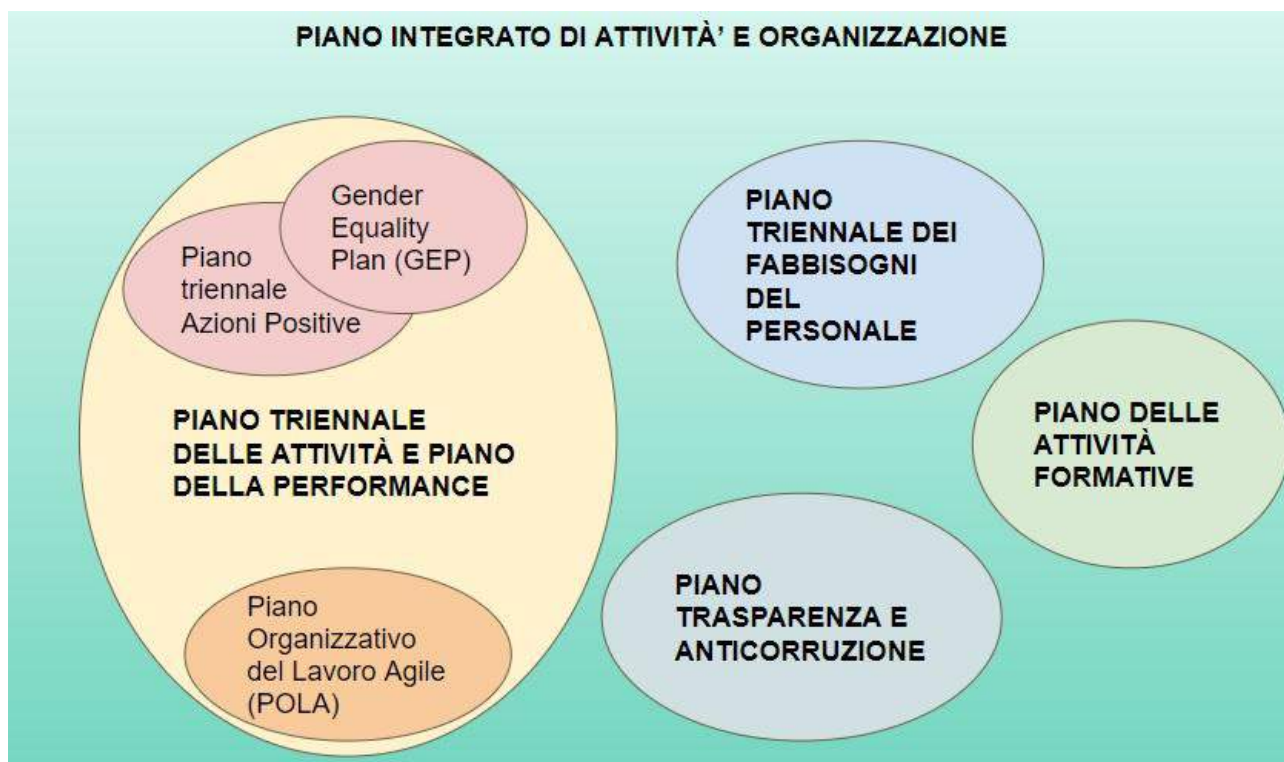 PIANO INTEGRATO DI ATTIVITÀ' E ORGANIZZAZIONE
Gender
Equality
Plan (GEP)
Piano
triennale
Azioni Positive
PIANO TRIENNALE
DELLE ATTIVITÀ E PIANO
DELLA PERFORMANCE
Piano
Organizzativo
del Lavoro Agile
(POLA)
PIANO
TRIENNALE DEI
FABBISOGNI
DEL
PERSONALE
PIANO DELLE
ATTIVITÀ
FORMATIVE
PIANO
TRASPARENZA E
ANTICORRUZIONE